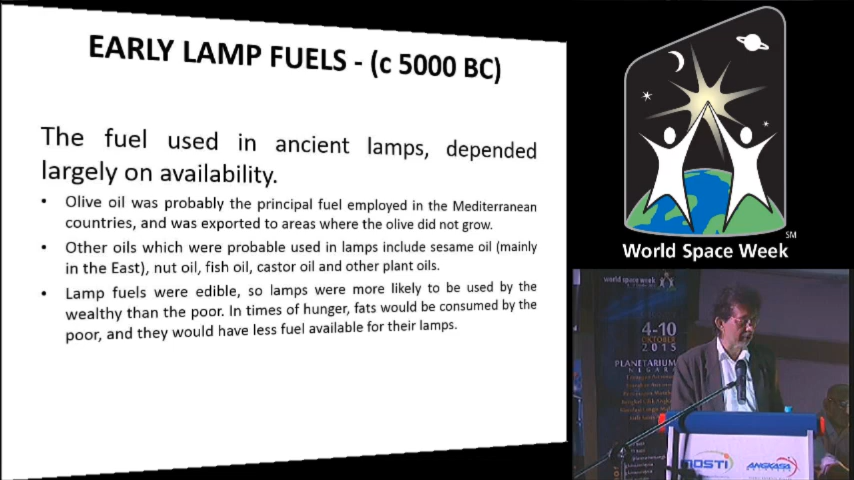 EARLY LAMP FUELS - (c 5000 BC)
The fuel used in ancient lamps, depended
largely on availability.
• Olive oil was probably the principal fuel employed in the Mediterranean
countries, and was exported to areas where the olive did not grow.
• Other oils which were probable used in lamps include sesame oil (mainly
in the East), nut oil, fish oil, castor oil and other plant oils.
• Lamp fuels were edible, so lamps were more likely to be used by the
wealthy than the poor. In times of hunger, fats would be consumed by the
poor, and they would have less fuel available for their lamps.
SM
World Space Week
world space week
4-10
OKTOBER
2015
PLANETARIUM
NEGARA
MOSTI
ANGKASA